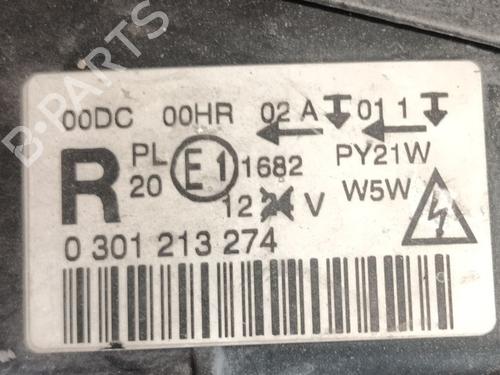 B-PARTS
00DC 00HR 02 A 01 1
R PL 20 E1 1682 PY21W
12 24 V W5W
0 301 213 274